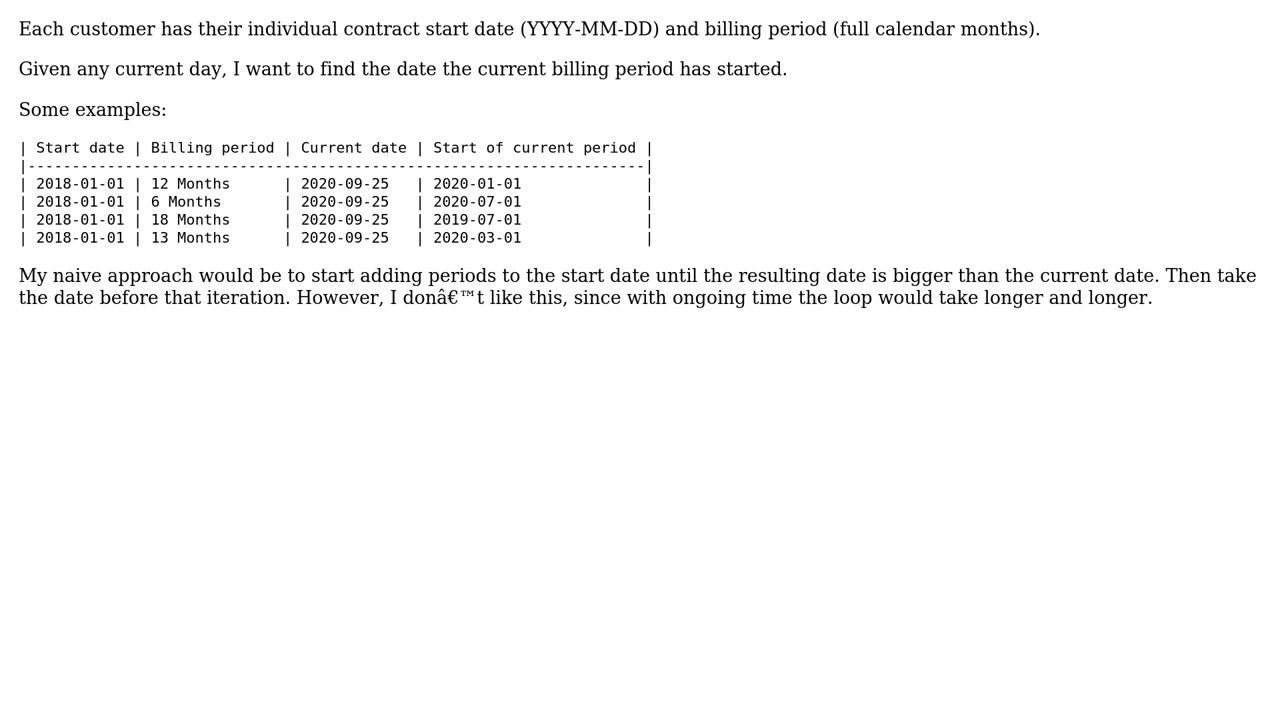 Each customer has their individual contract start date (YYYY-MM-DD) and billing period (full calendar months).
Given any current day, I want to find the date the current billing period has started.
Some examples:
| Start date | Billing period | Current date | Start of current period |
|----------------------------------------------------------------------|
| 2018-01-01 | 12 Months      | 2020-09-25   | 2020-01-01              |
| 2018-01-01 | 6 Months       | 2020-09-25   | 2020-07-01              |
| 2018-01-01 | 18 Months      | 2020-09-25   | 2019-07-01              |
| 2018-01-01 | 13 Months      | 2020-09-25   | 2020-03-01              |
My naive approach would be to start adding periods to the start date until the resulting date is bigger than the current date. Then take
the date before that iteration. However, I donâ€™t like this, since with ongoing time the loop would take longer and longer.